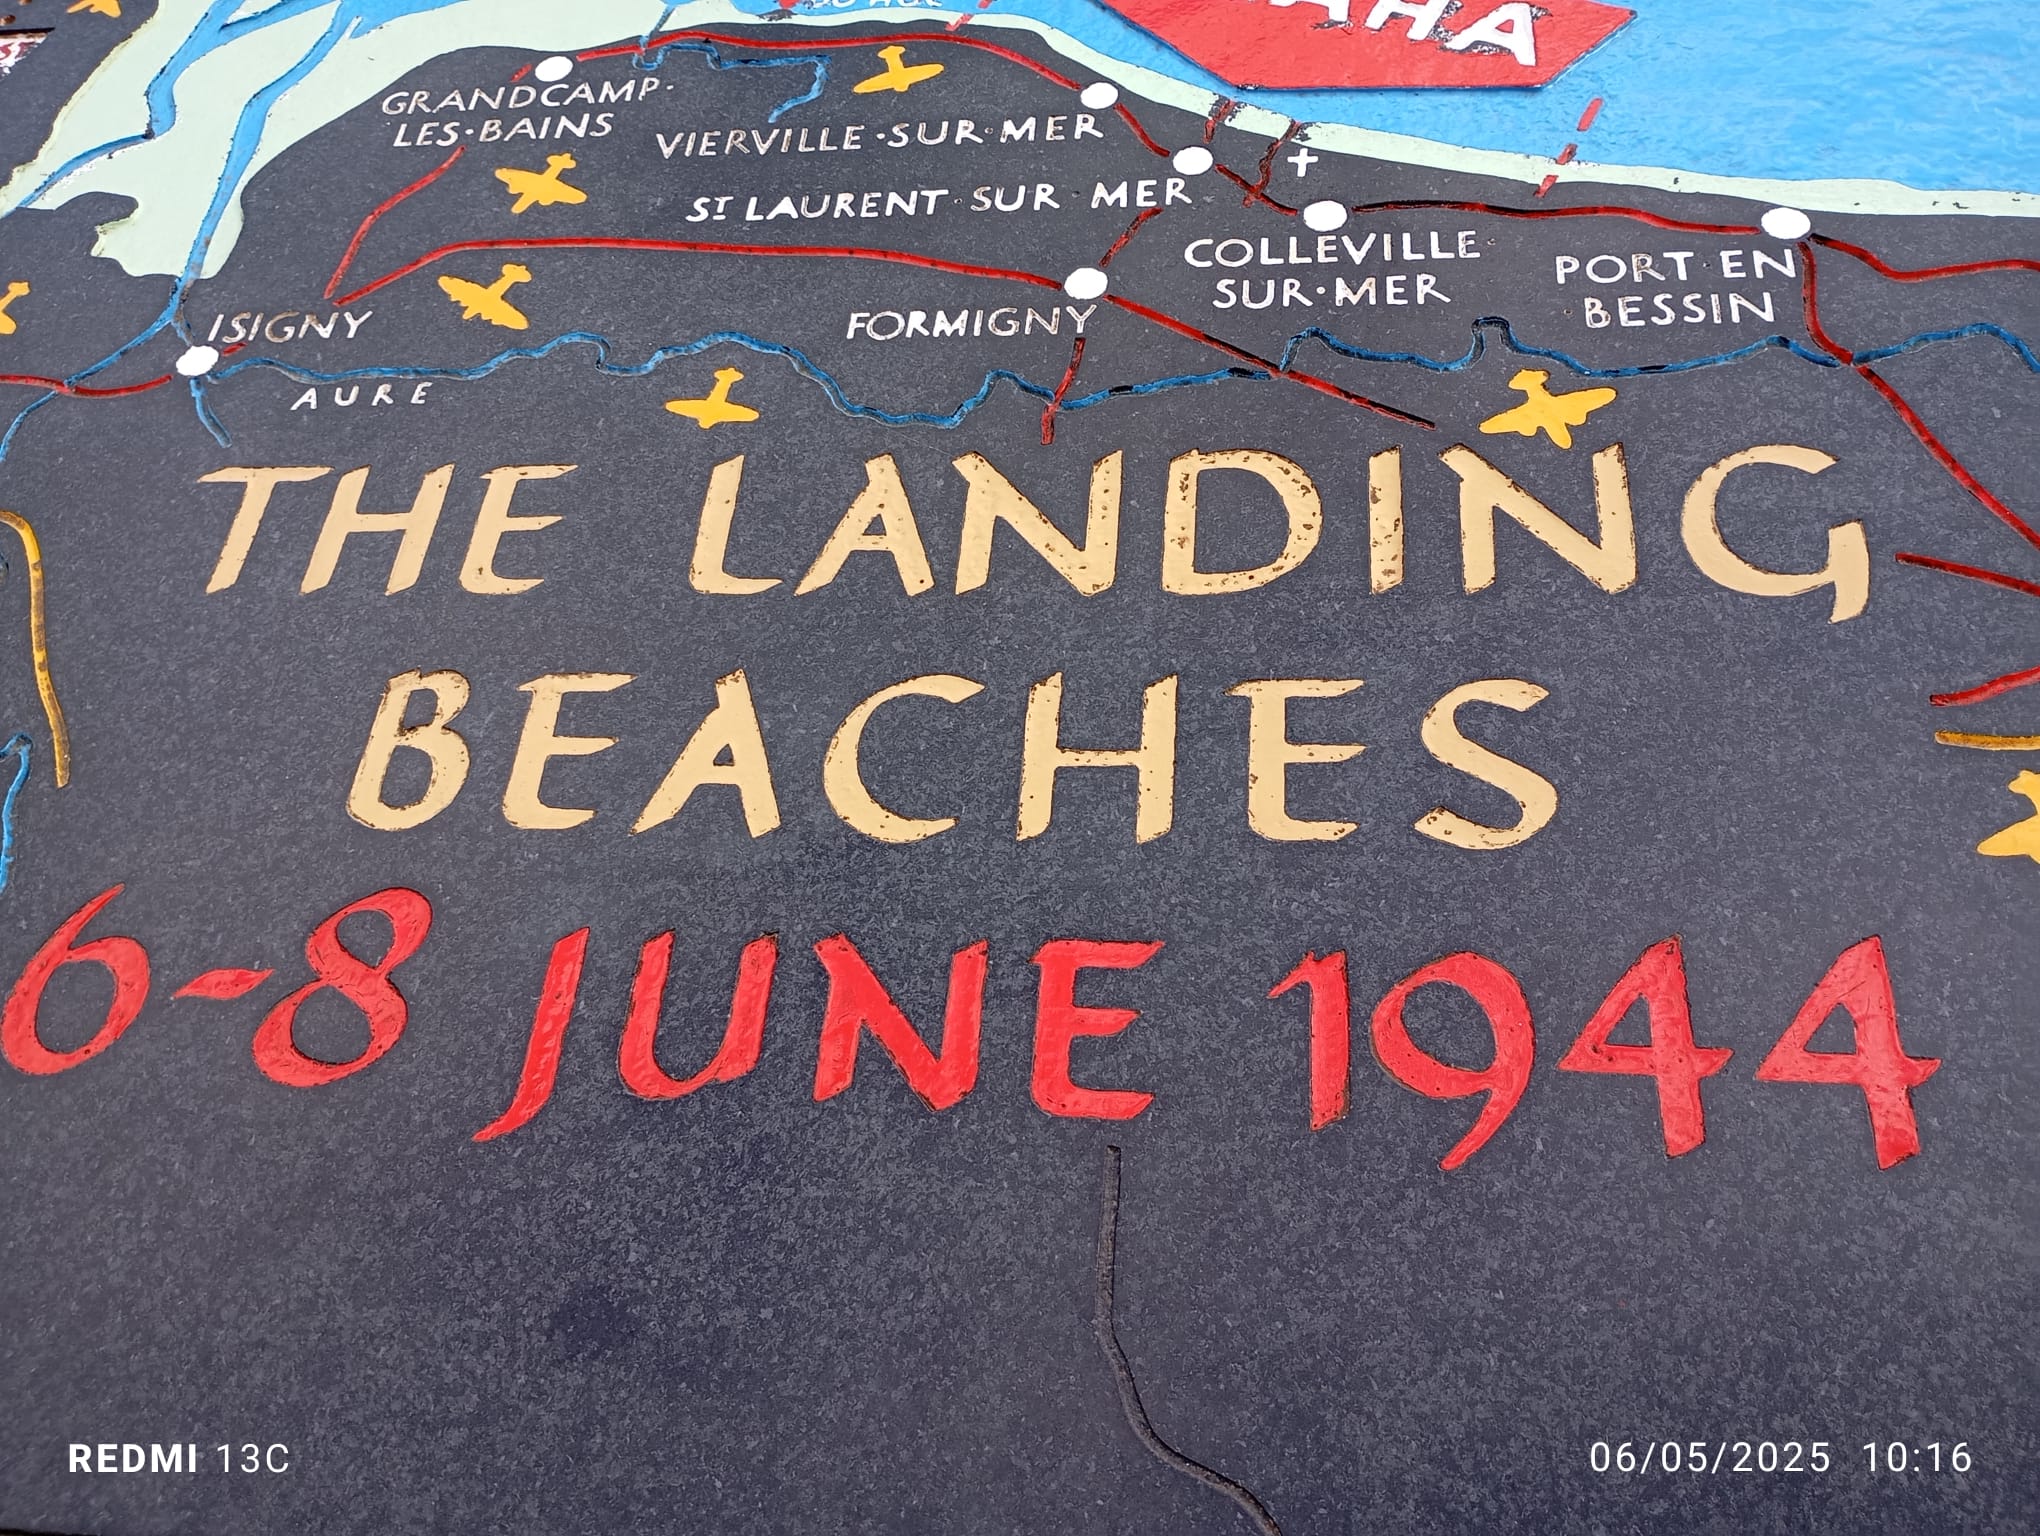 AHA
GRANDCAMP·
LES·BAINS
VIERVILLE·SUR·MER
ST LAURENT·SUR·MER
COLLEVILLE·
SUR·MER
PORT·EN
BESSIN
ISIGNY
FORMIGNY
AURE
THE LANDING
BEACHES
6-8 JUNE 1944
REDMI 13C
06/05/2025 10:16